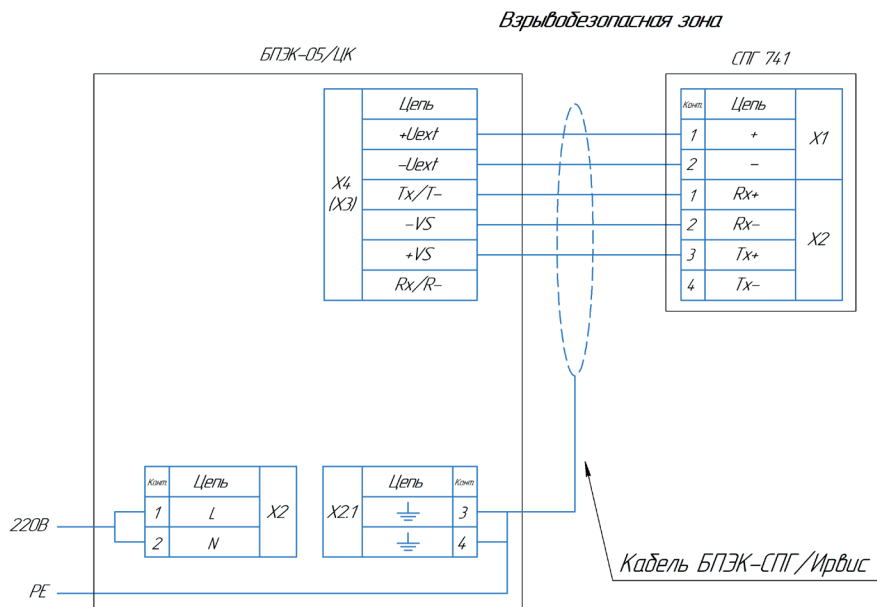 Взрывобезопасная зона
БПЭК-05/ЦК
СПГ 741
X4
(X3)
Цепь
+Uext
-Uext
Tx/T-
-VS
+VS
Rx/R-
Конт. Цепь
1 + X1
2 -
1 Rx+ X2
2 Rx-
3 Tx+
4 Tx-
Конт. Цепь X2
1 L
2 N
X2.1 Цепь Конт.
3
4
220В
PE
Кабель БПЭК-СПГ/Ирвис